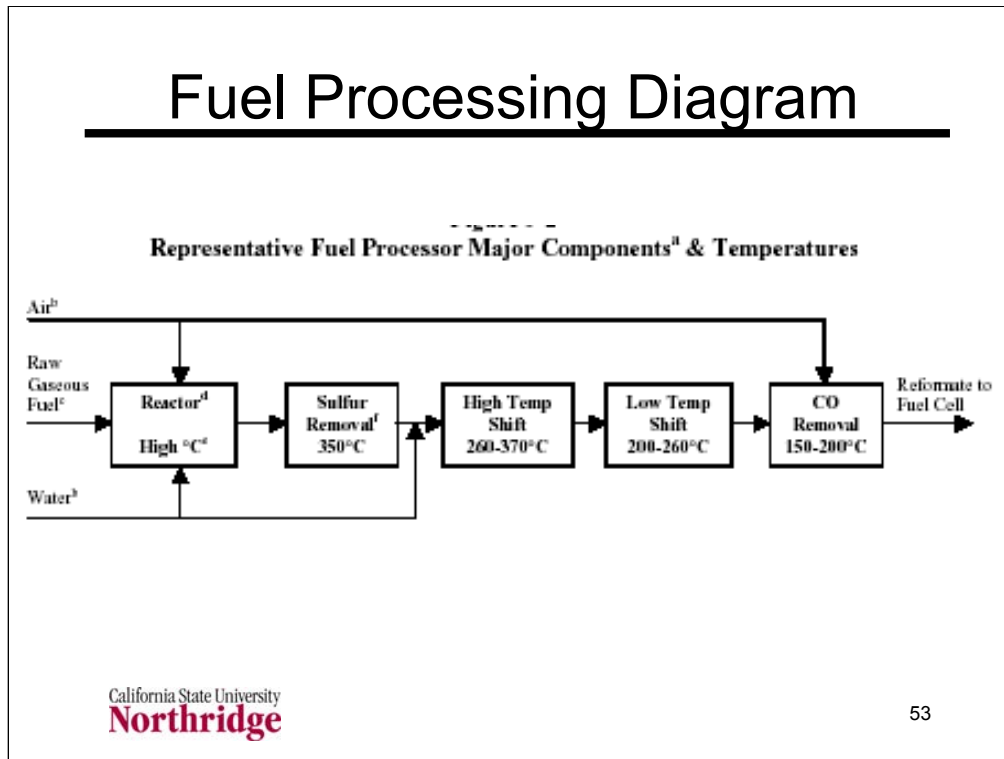 Fuel Processing Diagram
Representative Fuel Processor Major Components^a & Temperatures
Air^b
Raw
Gaseous
Fuel^c
Reactor^d
High °C^e
Sulfur
Removal^f
350°C
High Temp
Shift
260-370°C
Low Temp
Shift
200-260°C
CO
Removal
150-200°C
Reformate to
Fuel Cell
Water
California State University
Northridge
53